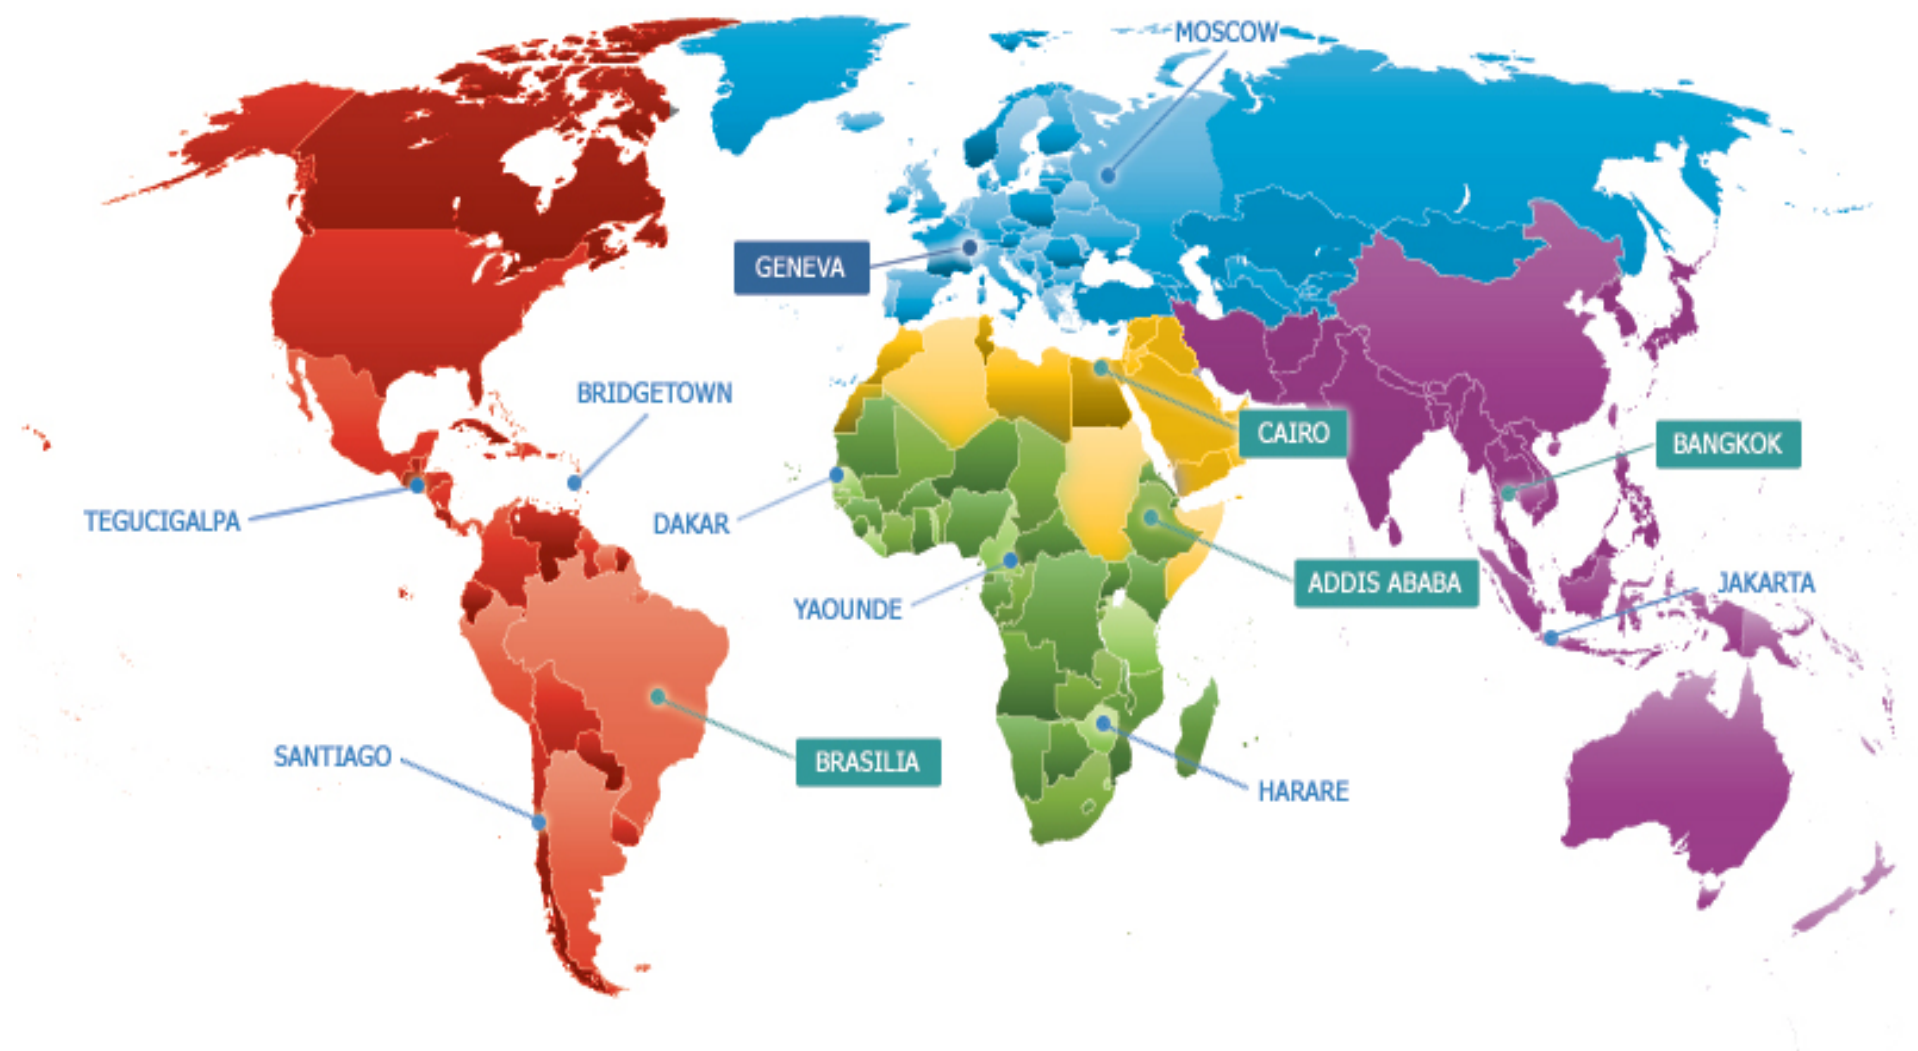 MOSCOW
GENEVA
BRIDGETOWN
CAIRO
BANGKOK
TEGUCIGALPA
DAKAR
ADDIS ABABA
JAKARTA
YAOUNDE
SANTIAGO
BRASILIA
HARARE